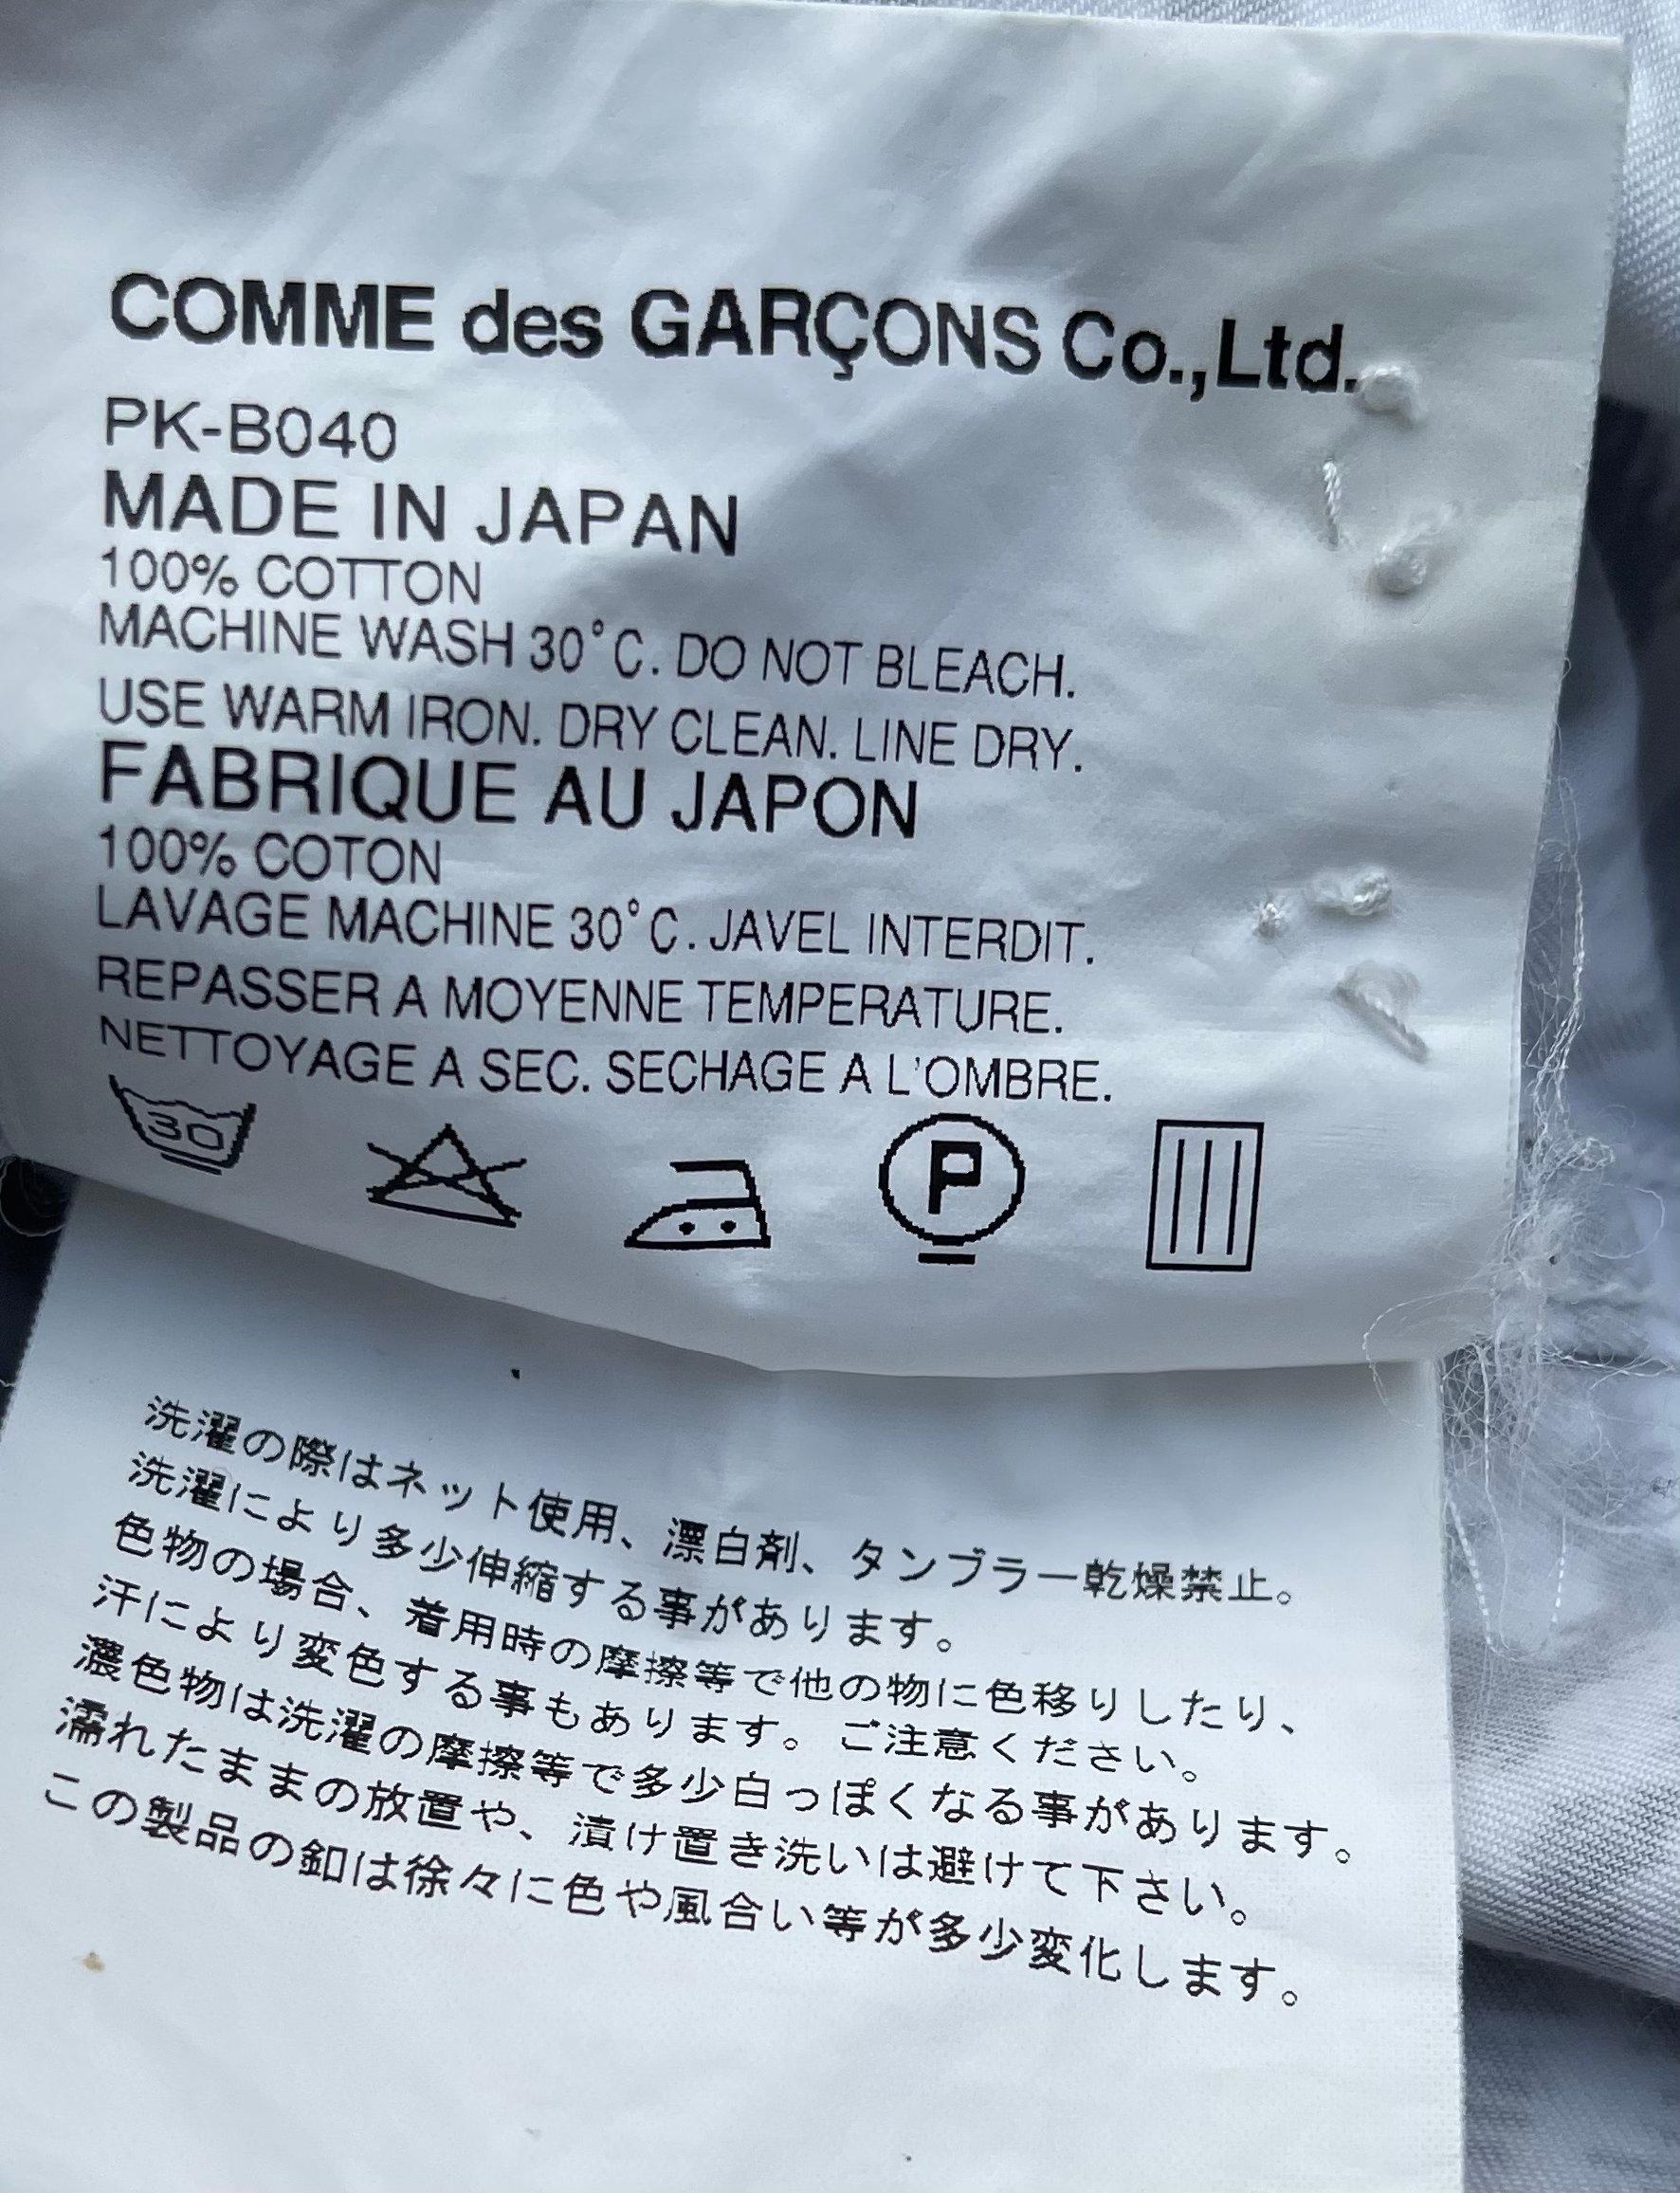 COMME des GARÇONS Co.,Ltd.
PK-B040
MADE IN JAPAN
100% COTTON
MACHINE WASH 30°C. DO NOT BLEACH.
USE WARM IRON. DRY CLEAN. LINE DRY.
FABRIQUE AU JAPON
100% COTON
LAVAGE MACHINE 30°C. JAVEL INTERDIT.
REPASSER A MOYENNE TEMPERATURE.
NETTOYAGE A SEC. SECHAGE A L'OMBRE.
30 P
洗濯の際はネット使用、漂白剤、タンブラー乾燥禁止。
洗濯により多少伸縮する事があります。
色物の場合、着用時の摩擦等で他の物に色移りしたり、
汗により変色する事もあります。ご注意ください。
濃色物は洗濯の摩擦等で多少白っぽくなる事があります。
濡れたままの放置や、漬け置き洗いは避けて下さい。
この製品の釦は徐々に色や風合い等が多少変化します。